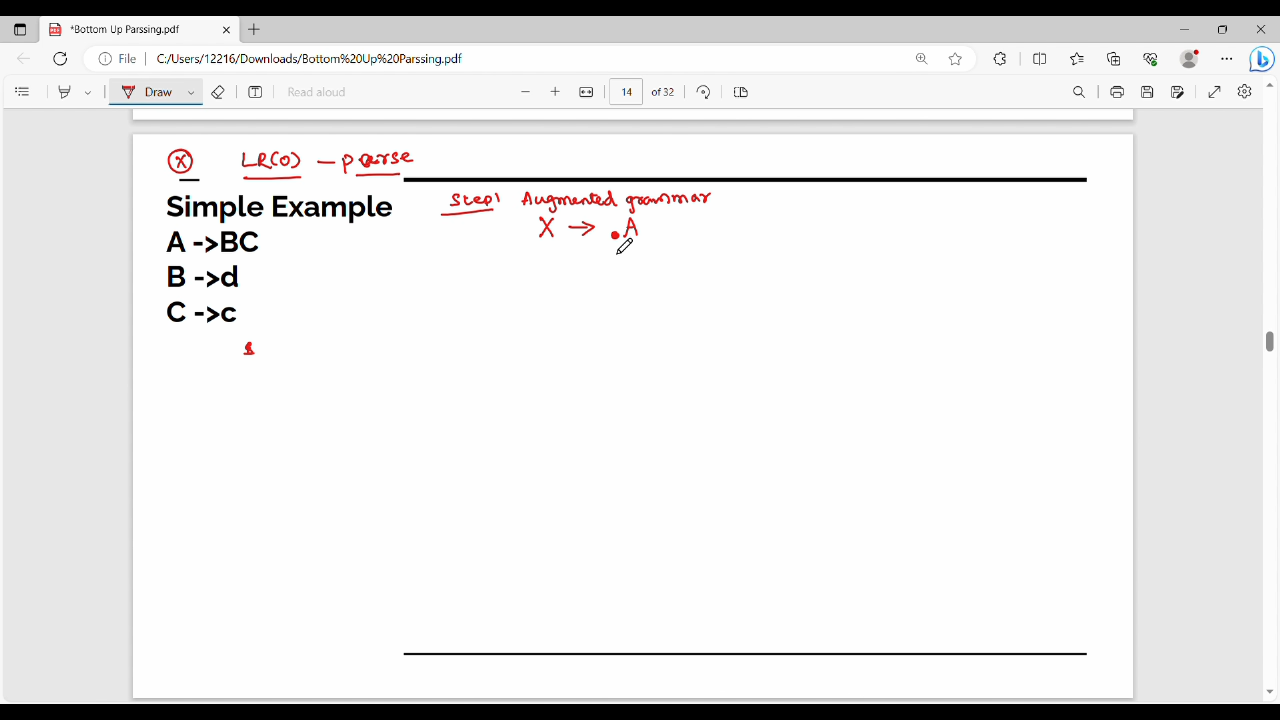 *Bottom Up Parssing.pdf
File
C:/Users/12216/Downloads/Bottom%20Up%20Parssing.pdf
Draw
Read aloud
14 of 32
X LR(0) — parse
Simple Example
A ->BC
B ->d
C ->c
Step1 Augmented grammar
X → .A